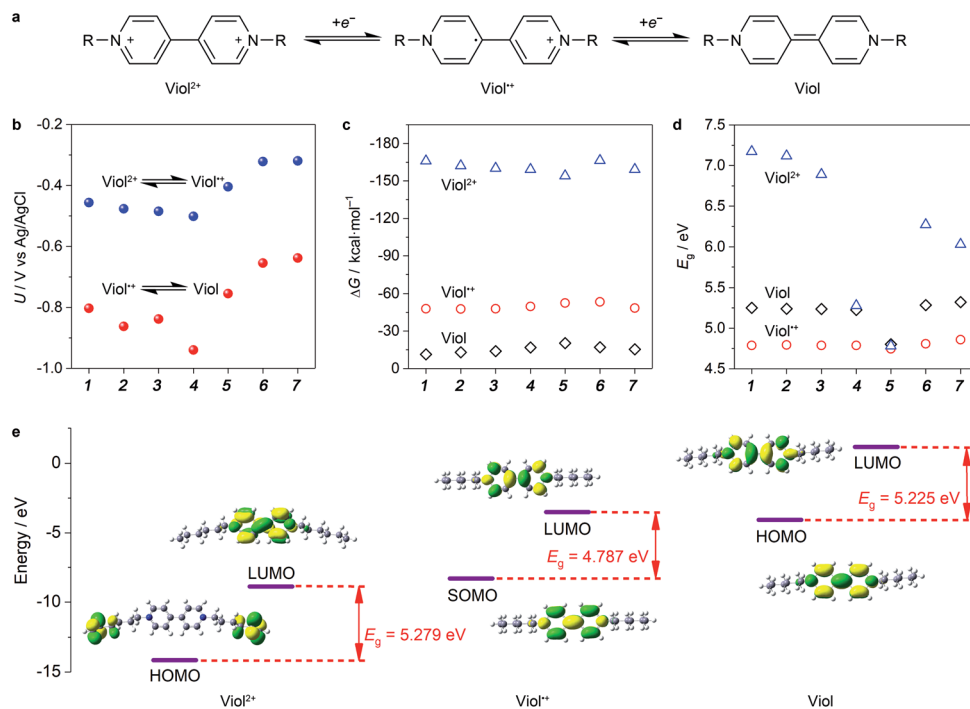 a
R N + + N R +e⁻ R N · + N R +e⁻ R N N R
Viol²⁺ Viol•⁺ Viol
b
U / V vs Ag/AgCl
-0.2
-0.4
-0.6
-0.8
-1.0
Viol²⁺ Viol•⁺
Viol•⁺ Viol
1 2 3 4 5 6 7
c
ΔG / kcal·mol⁻¹
-180
-150
-120
-90
-60
-30
0
Viol²⁺
Viol•⁺
Viol
1 2 3 4 5 6 7
d
E_g / eV
7.5
7.0
6.5
6.0
5.5
5.0
4.5
Viol²⁺
Viol
Viol•⁺
1 2 3 4 5 6 7
e
Energy / eV
0
-5
-10
-15
LUMO
E_g = 5.279 eV
HOMO
Viol²⁺
LUMO
E_g = 4.787 eV
SOMO
Viol•⁺
LUMO
E_g = 5.225 eV
HOMO
Viol